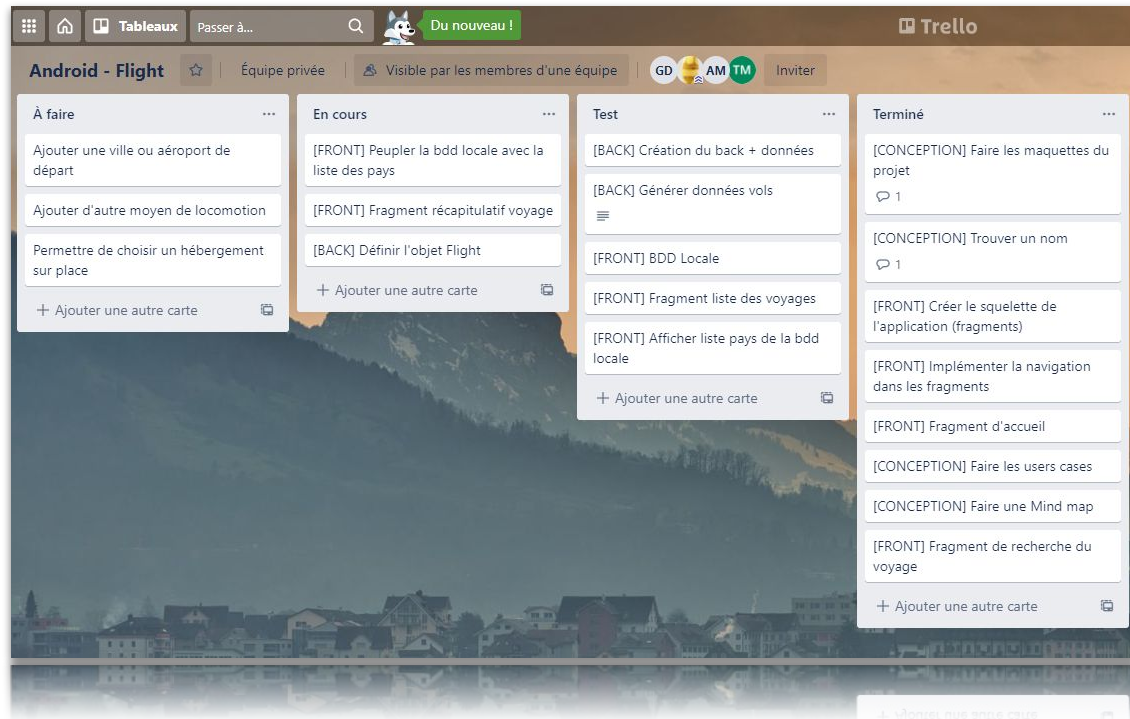 Tableaux
Passer à...
Du nouveau !
Trello
Android - Flight
Équipe privée
Visible par les membres d'une équipe
GD
AM
TM
Inviter
À faire
Ajouter une ville ou aéroport de
départ
Ajouter d'autre moyen de locomotion
Permettre de choisir un hébergement
sur place
Ajouter une autre carte
En cours
[FRONT] Peupler la bdd locale avec la
liste des pays
[FRONT] Fragment récapitulatif voyage
[BACK] Définir l'objet Flight
Ajouter une autre carte
Test
[BACK] Création du back + données
[BACK] Générer données vols
[FRONT] BDD Locale
[FRONT] Fragment liste des voyages
[FRONT] Afficher liste pays de la bdd
locale
Ajouter une autre carte
Terminé
[CONCEPTION] Faire les maquettes du
projet
1
[CONCEPTION] Trouver un nom
1
[FRONT] Créer le squelette de
l'application (fragments)
[FRONT] Implémenter la navigation
dans les fragments
[FRONT] Fragment d'accueil
[CONCEPTION] Faire les users cases
[CONCEPTION] Faire une Mind map
[FRONT] Fragment de recherche du
voyage
Ajouter une autre carte